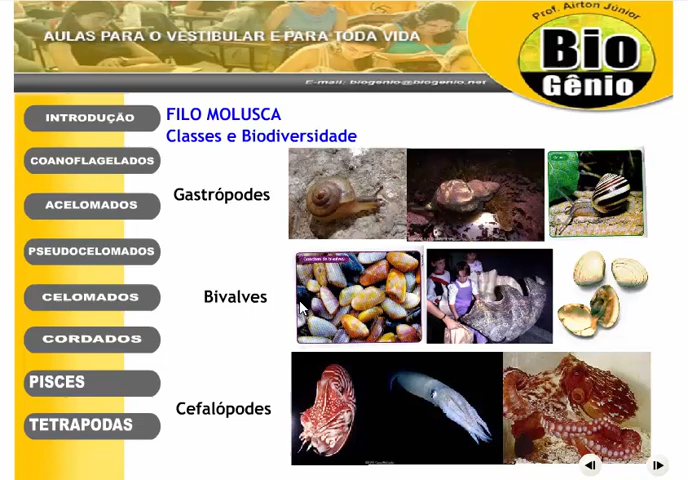 AULAS PARA O VESTIBULAR E PARA TODA VIDA
Prof. Airton Júnior
Bio
Gênio
E-mail: biogenio@biogenio.net
INTRODUÇÃO
COANOFLAGELADOS
ACELOMADOS
PSEUDOCELOMADOS
CELOMADOS
CORDADOS
PISCES
TETRAPODAS
FILO MOLUSCA
Classes e Biodiversidade
Gastrópodes
Bivalves
Cefalópodes